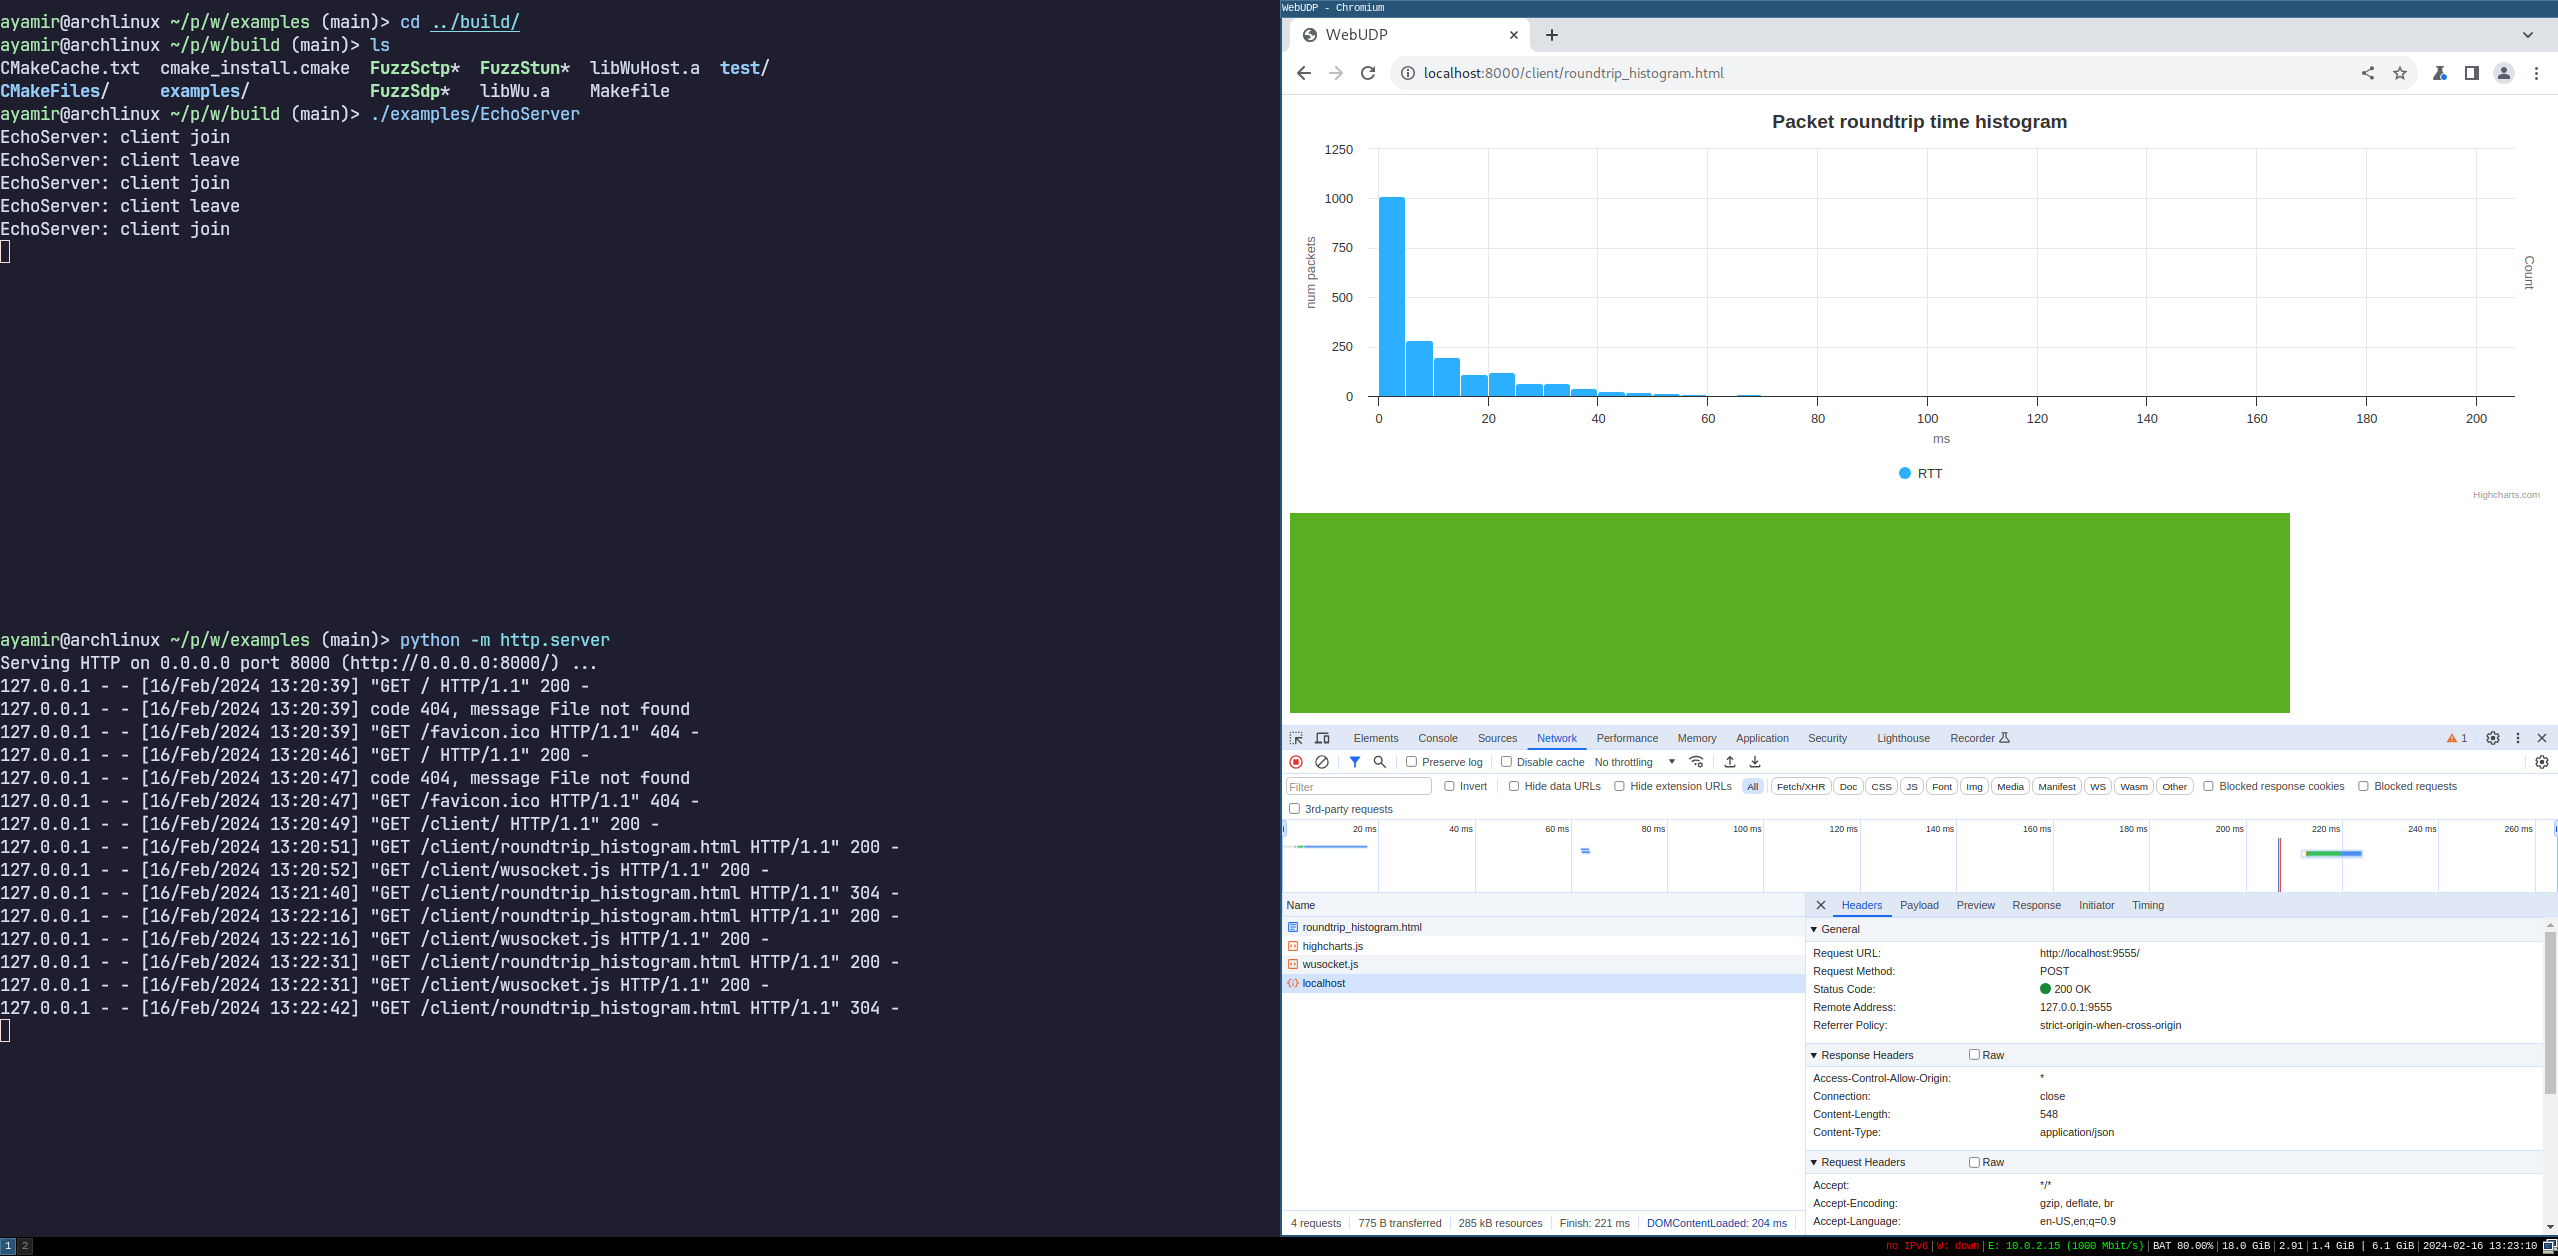 ayamir@archlinux ~/p/w/examples (main)> cd ../build/
ayamir@archlinux ~/p/w/build (main)> ls
CMakeCache.txt  cmake_install.cmake  FuzzSctp*  FuzzStun*  libWuHost.a  test/
CMakeFiles/     examples/            FuzzSdp*   libWu.a    Makefile
ayamir@archlinux ~/p/w/build (main)> ./examples/EchoServer
EchoServer: client join
EchoServer: client leave
EchoServer: client join
EchoServer: client leave
EchoServer: client join
ayamir@archlinux ~/p/w/examples (main)> python -m http.server
Serving HTTP on 0.0.0.0 port 8000 (http://0.0.0.0:8000/) ...
127.0.0.1 - - [16/Feb/2024 13:20:39] "GET / HTTP/1.1" 200 -
127.0.0.1 - - [16/Feb/2024 13:20:39] code 404, message File not found
127.0.0.1 - - [16/Feb/2024 13:20:39] "GET /favicon.ico HTTP/1.1" 404 -
127.0.0.1 - - [16/Feb/2024 13:20:46] "GET / HTTP/1.1" 200 -
127.0.0.1 - - [16/Feb/2024 13:20:47] code 404, message File not found
127.0.0.1 - - [16/Feb/2024 13:20:47] "GET /favicon.ico HTTP/1.1" 404 -
127.0.0.1 - - [16/Feb/2024 13:20:49] "GET /client/ HTTP/1.1" 200 -
127.0.0.1 - - [16/Feb/2024 13:20:51] "GET /client/roundtrip_histogram.html HTTP/1.1" 200 -
127.0.0.1 - - [16/Feb/2024 13:20:52] "GET /client/wusocket.js HTTP/1.1" 200 -
127.0.0.1 - - [16/Feb/2024 13:21:40] "GET /client/roundtrip_histogram.html HTTP/1.1" 304 -
127.0.0.1 - - [16/Feb/2024 13:22:16] "GET /client/roundtrip_histogram.html HTTP/1.1" 200 -
127.0.0.1 - - [16/Feb/2024 13:22:16] "GET /client/wusocket.js HTTP/1.1" 200 -
127.0.0.1 - - [16/Feb/2024 13:22:31] "GET /client/roundtrip_histogram.html HTTP/1.1" 200 -
127.0.0.1 - - [16/Feb/2024 13:22:31] "GET /client/wusocket.js HTTP/1.1" 200 -
127.0.0.1 - - [16/Feb/2024 13:22:42] "GET /client/roundtrip_histogram.html HTTP/1.1" 304 -
WebUDP - Chromium
WebUDP
localhost:8000/client/roundtrip_histogram.html
Packet roundtrip time histogram
1250
1000
750
500
250
0
num packets
Count
0 20 40 60 80 100 120 140 160 180 200
ms
RTT
Highcharts.com
Elements Console Sources Network Performance Memory Application Security Lighthouse Recorder 1
Preserve log Disable cache No throttling
Filter Invert Hide data URLs Hide extension URLs All Fetch/XHR Doc CSS JS Font Img Media Manifest WS Wasm Other Blocked response cookies Blocked requests
3rd-party requests
20 ms 40 ms 60 ms 80 ms 100 ms 120 ms 140 ms 160 ms 180 ms 200 ms 220 ms 240 ms 260 ms
Name
roundtrip_histogram.html
highcharts.js
wusocket.js
localhost
Headers Payload Preview Response Initiator Timing
General
Request URL: http://localhost:9555/
Request Method: POST
Status Code: 200 OK
Remote Address: 127.0.0.1:9555
Referrer Policy: strict-origin-when-cross-origin
Response Headers Raw
Access-Control-Allow-Origin: *
Connection: close
Content-Length: 548
Content-Type: application/json
Request Headers Raw
Accept: */*
Accept-Encoding: gzip, deflate, br
Accept-Language: en-US,en;q=0.9
4 requests 775 B transferred 285 kB resources Finish: 221 ms DOMContentLoaded: 204 ms
1 2
no IPv6|W: down|E: 10.0.2.15 (1000 Mbit/s)|BAT 80.00%|18.0 GiB|2.91|1.4 GiB | 6.1 GiB|2024-02-16 13:23:10